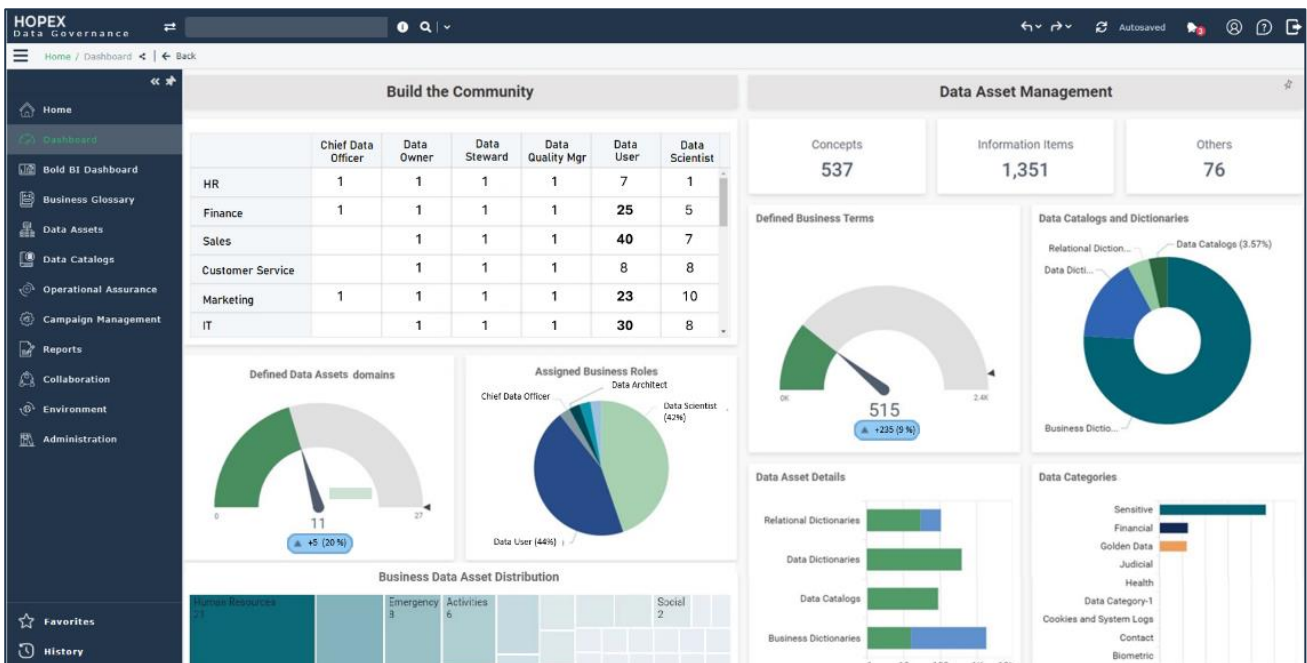 HOPEX
Data Governance
Autosaved
3
Home / Dashboard
Back
Home
Dashboard
Bold BI Dashboard
Business Glossary
Data Assets
Data Catalogs
Operational Assurance
Campaign Management
Reports
Collaboration
Environment
Administration
Favorites
History
Build the Community
Chief Data Officer Data Owner Data Steward Data Quality Mgr Data User Data Scientist
HR 1 1 1 1 7 1
Finance 1 1 1 1 25 5
Sales 1 1 1 40 7
Customer Service 1 1 1 8 8
Marketing 1 1 1 1 23 10
IT 1 1 1 30 8
Defined Data Assets domains
0
27
11
+5 (20 %)
Assigned Business Roles
Data Architect
Chief Data Officer
Data Scientist
(42%)
Data User (44%)
Business Data Asset Distribution
Human Resources
Emergency
8
Activities
6
Social
2
Data Asset Management
Concepts
537
Information Items
1,351
Others
76
Defined Business Terms
0K
2.4K
515
+235 (9 %)
Data Catalogs and Dictionaries
Relational Diction...
Data Catalogs (3.57%)
Data Dicti...
Business Dictio...
Data Asset Details
Relational Dictionaries
Data Dictionaries
Data Catalogs
Business Dictionaries
Data Categories
Sensitive
Financial
Golden Data
Judicial
Health
Data Category-1
Cookies and System Logs
Contact
Biometric